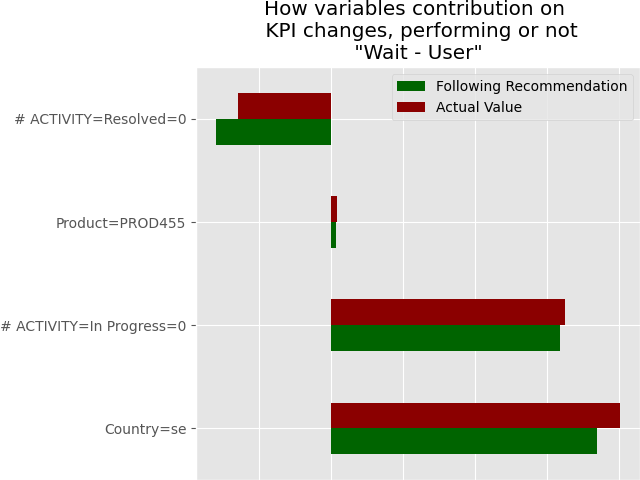 How variables contribution on
KPI changes, performing or not
"Wait - User"
Following Recommendation
Actual Value
# ACTIVITY=Resolved=0
Product=PROD455
# ACTIVITY=In Progress=0
Country=se